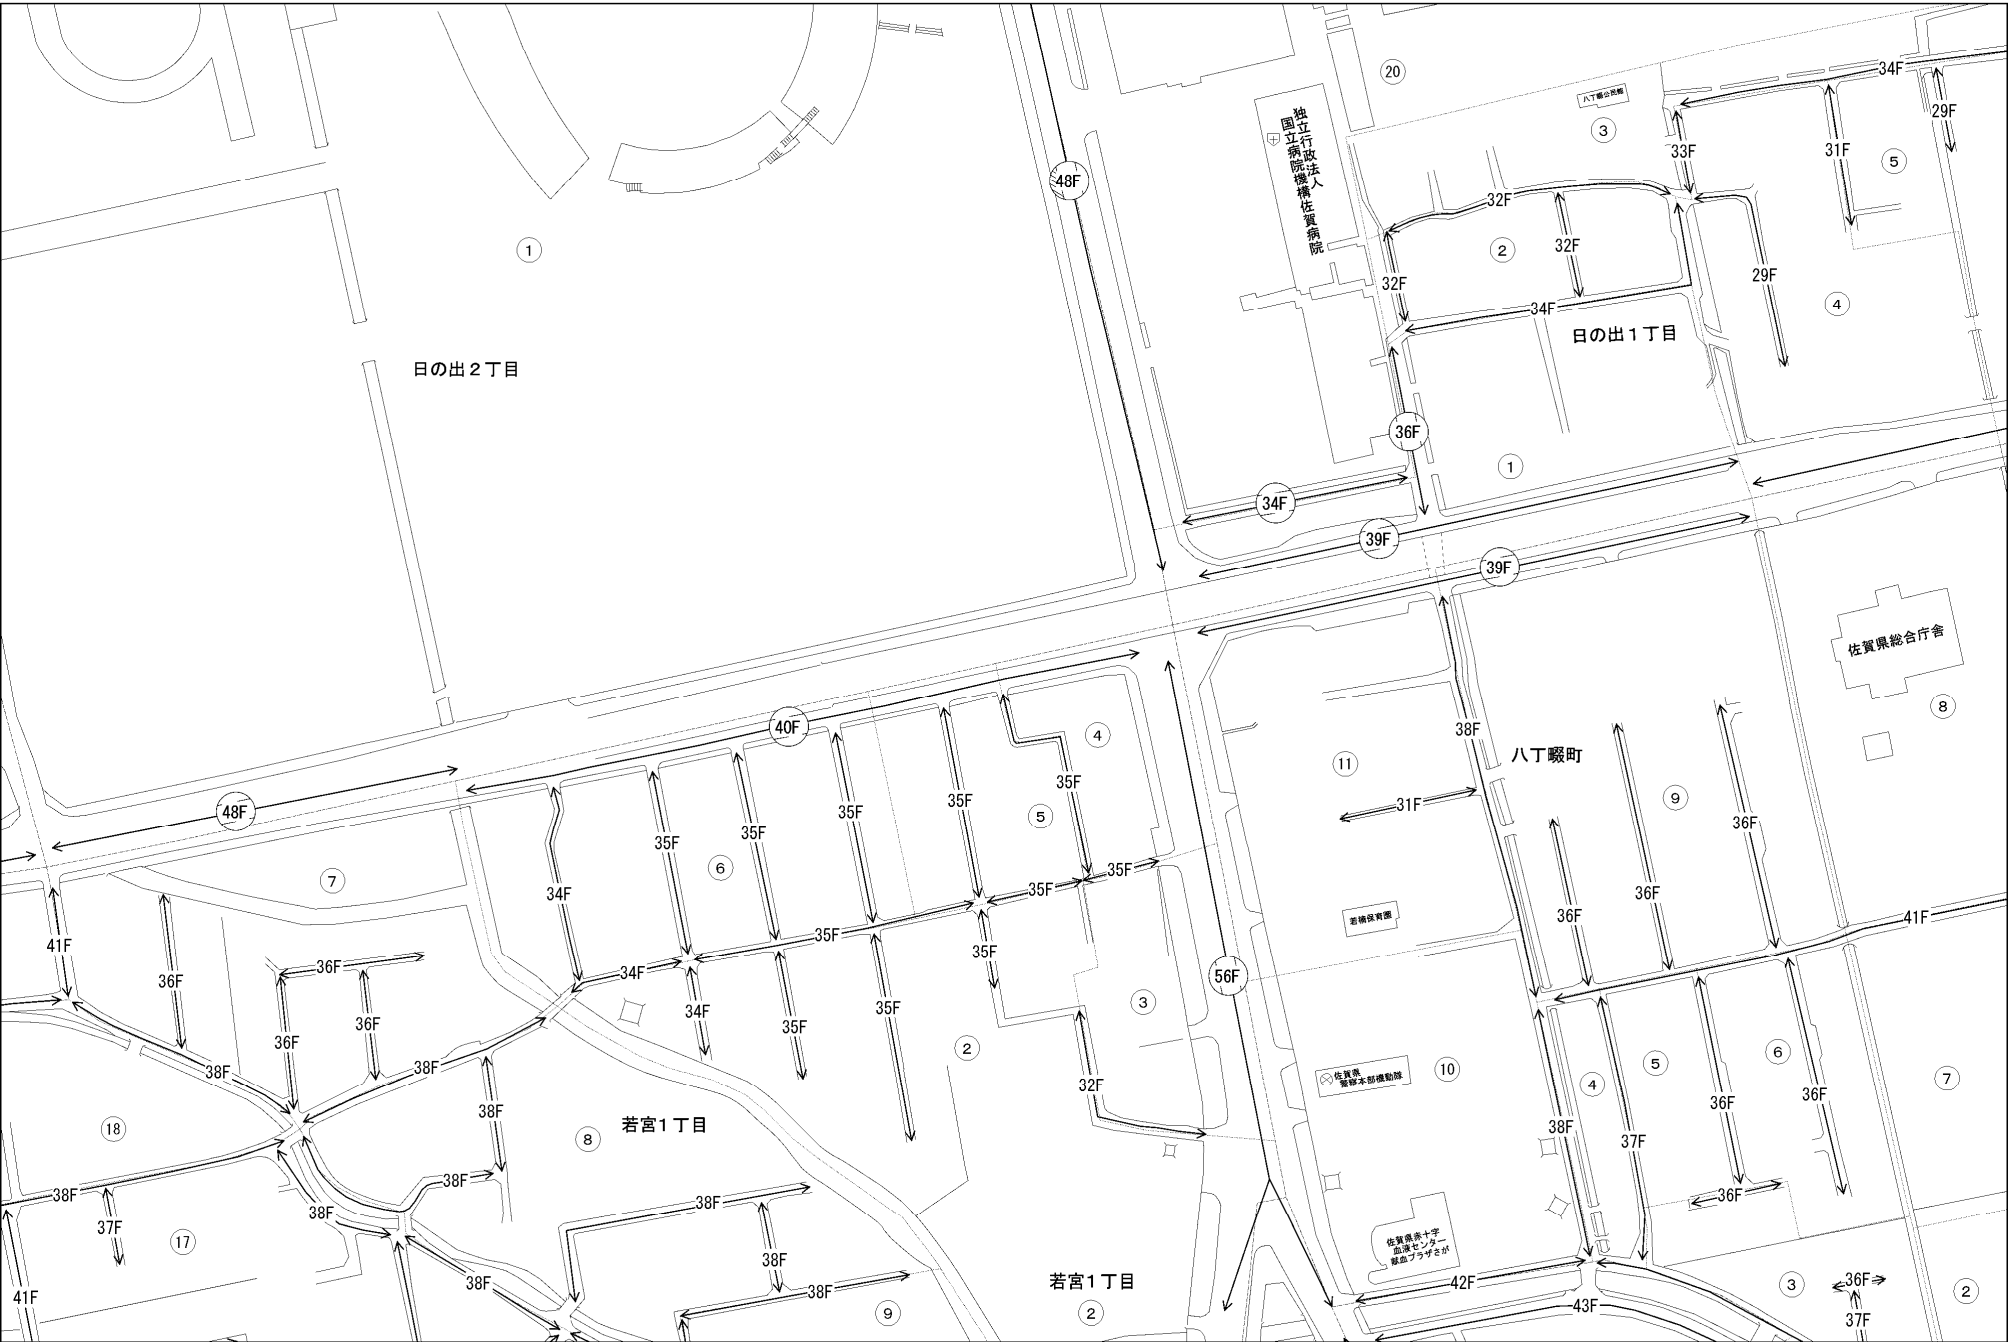 20
34F
29F
八丁畷公民館
3
33F
31F
5
独立行政法人
国立病院機構佐賀病院
48F
32F
1
2
32F
29F
32F
4
34F
日の出1丁目
日の出2丁目
36F
1
34F
39F
39F
佐賀県総合庁舎
8
40F
4
38F
八丁畷町
11
35F
9
48F
35F
35F
35F
35F
5
31F
36F
6
35F
35F
7
34F
36F
若楠保育園
36F
41F
41F
35F
35F
36F
36F
34F
56F
3
36F
34F
35F
35F
36F
2
6
38F
38F
5
10
佐賀県
警察本部機動隊
4
7
32F
36F
36F
38F
若宮1丁目
8
18
38F
37F
38F
38F
36F
38F
38F
37F
17
佐賀県赤十字
血液センター
献血プラザさが
38F
38F
38F
41F
若宮1丁目
2
9
42F
43F
3
36F
37F
2